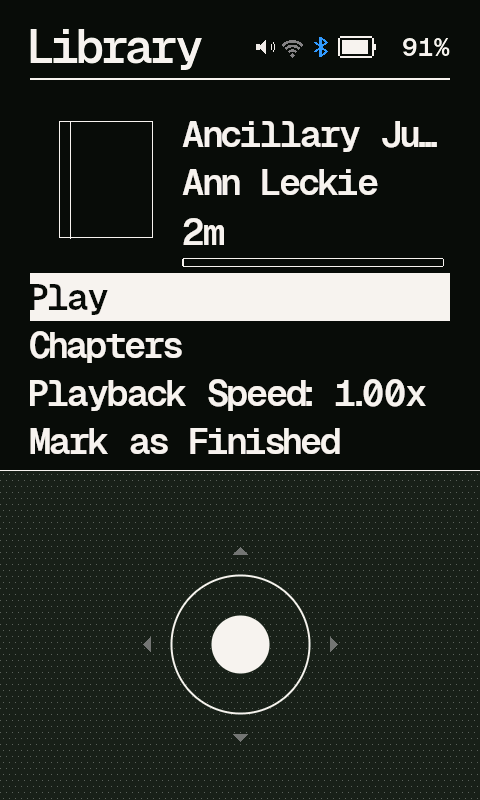 Library
91%
Ancillary Ju…
Ann Leckie
2m
Play
Chapters
Playback Speed: 1.00x
Mark as Finished